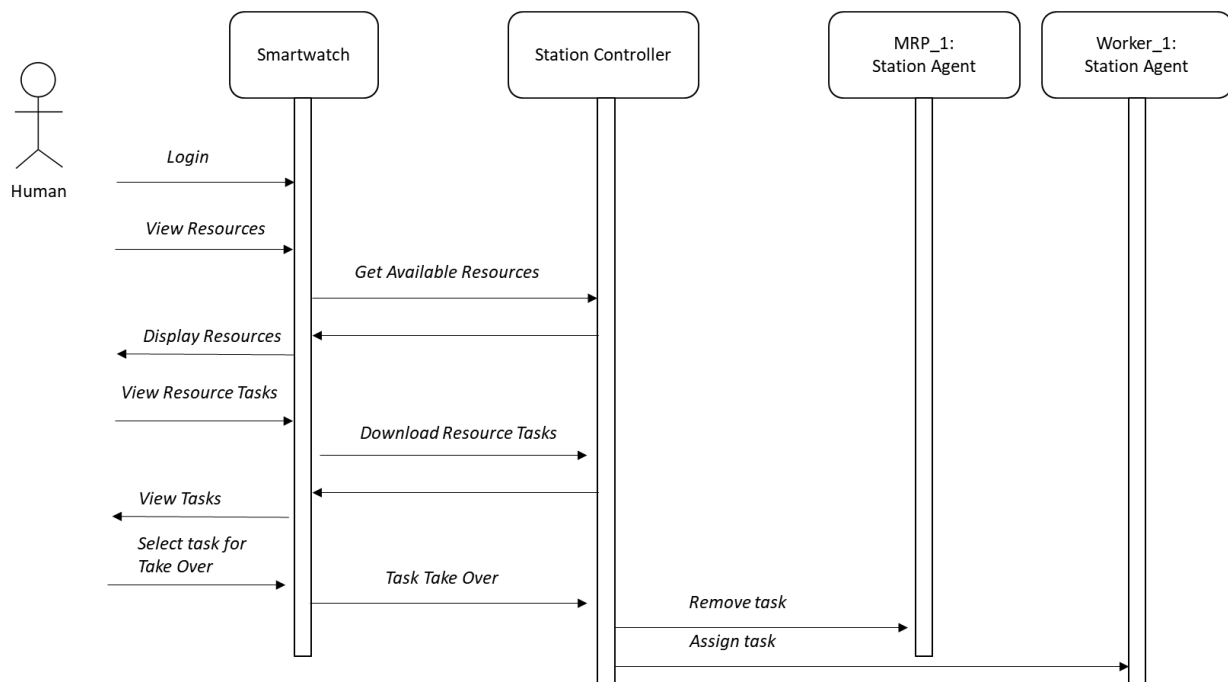 Smartwatch
Station Controller
MRP_1:
Station Agent
Worker_1:
Station Agent
Human
Login
View Resources
Get Available Resources
Display Resources
View Resource Tasks
Download Resource Tasks
View Tasks
Select task for
Take Over
Task Take Over
Remove task
Assign task